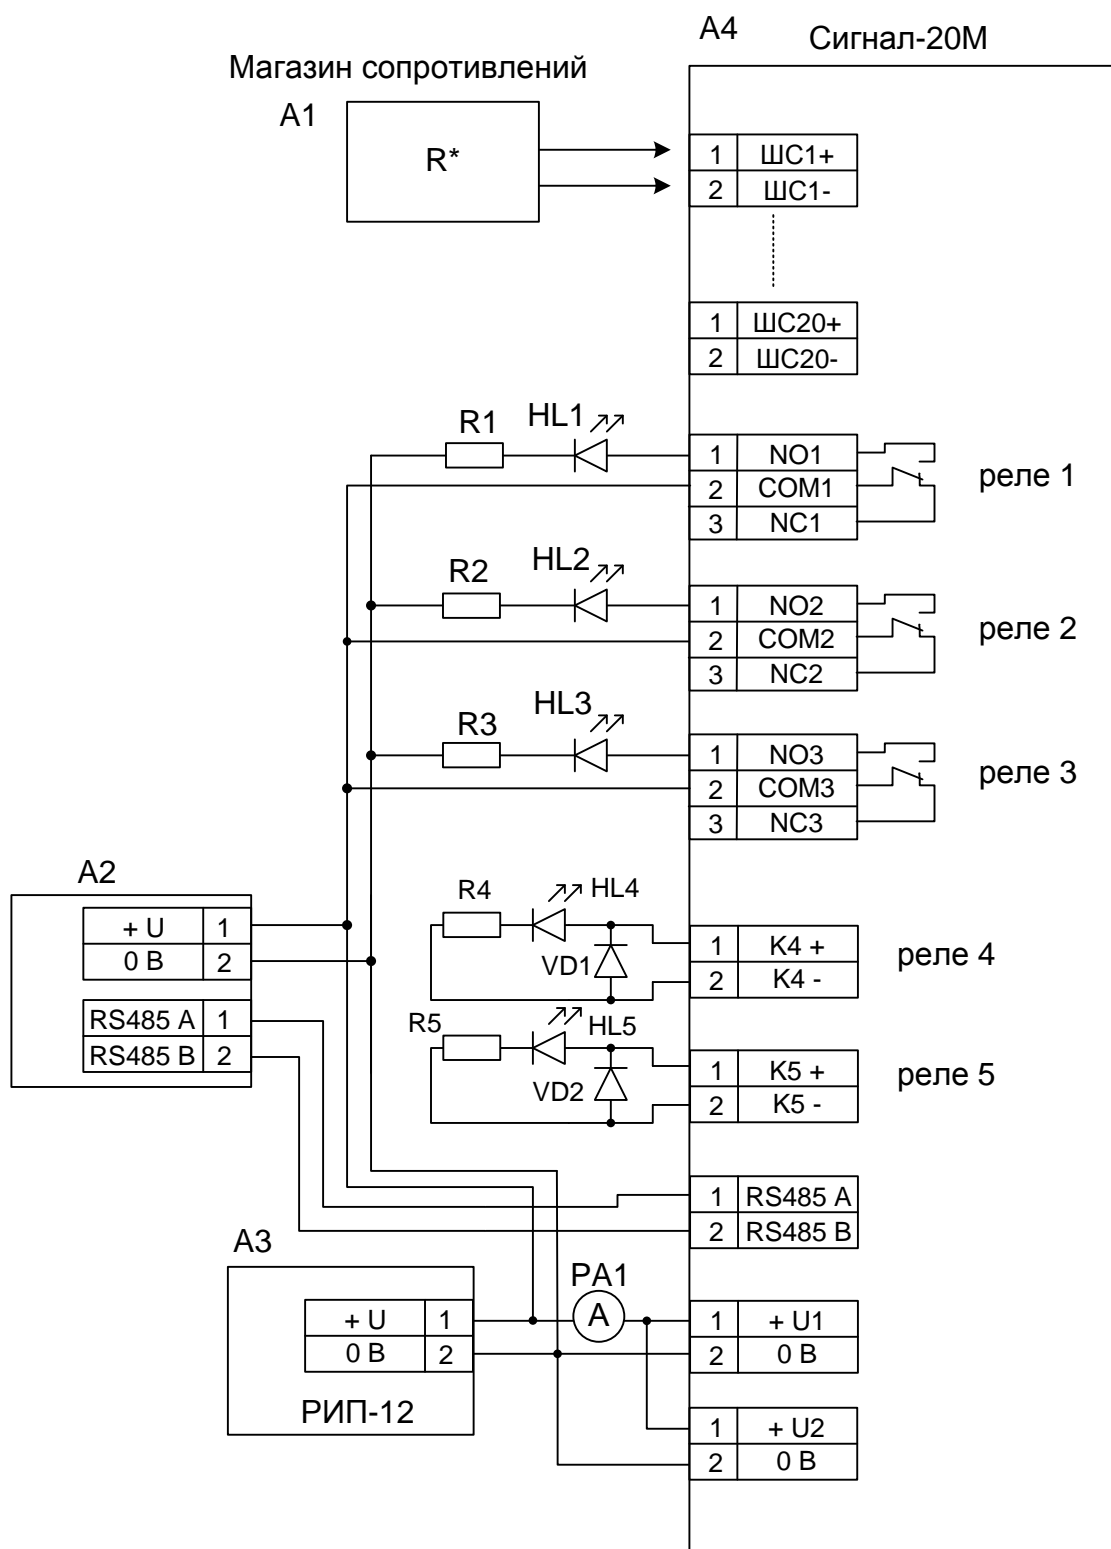 A4
Сигнал-20М
Магазин сопротивлений
A1
R*
1 ШС1+
2 ШС1-
1 ШС20+
2 ШС20-
R1
HL1
1 NO1
2 COM1
3 NC1
реле 1
R2
HL2
1 NO2
2 COM2
3 NC2
реле 2
R3
HL3
1 NO3
2 COM3
3 NC3
реле 3
A2
+ U 1
0 В 2
RS485 A 1
RS485 B 2
R4
HL4
VD1
1 K4 +
2 K4 -
реле 4
R5
HL5
VD2
1 K5 +
2 K5 -
реле 5
1 RS485 A
2 RS485 B
A3
+ U 1
0 В 2
РИП-12
PA1
A
1 + U1
2 0 В
1 + U2
2 0 В